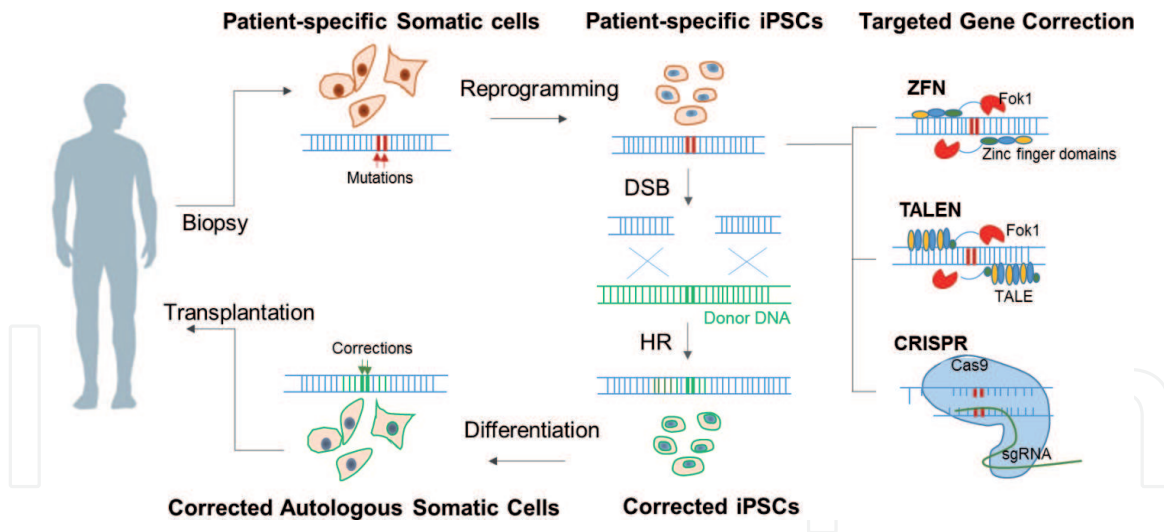 Patient-specific Somatic cells
Patient-specific iPSCs
Targeted Gene Correction
Reprogramming
Mutations
Biopsy
DSB
Donor DNA
HR
ZFN
Fok1
Zinc finger domains
TALEN
Fok1
TALE
CRISPR
Cas9
sgRNA
Transplantation
Corrections
Differentiation
Corrected Autologous Somatic Cells
Corrected iPSCs